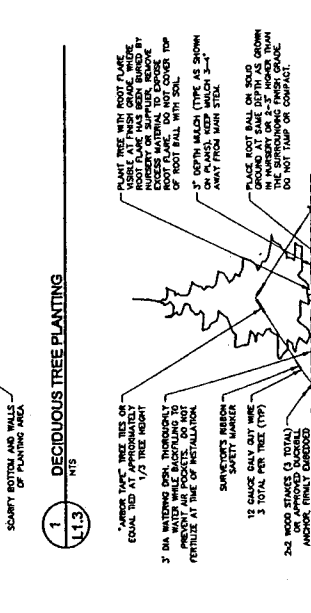 SCARIFY BOTTOM AND WALLS
OF PLANTING AREA
1
L1.3
DECIDUOUS TREE PLANTING
NTS
"ARBOR TAPE" TREE TIES OR
EQUAL TIED AT APPROXIMATELY
1/3 TREE HEIGHT
3' DIA WATERING DISH. THOROUGHLY
WATER WHILE BACKFILLING TO
PREVENT AIR POCKETS. DO NOT
FERTILIZE AT TIME OF INSTALLATION.
SURVEYOR'S RIBBON
SAFETY MARKER
12 GAUGE GALV GUY WIRE
3 TOTAL PER TREE (TYP)
2x2 WOOD STAKES (3 TOTAL)
OR APPROVED DUCKBILL
ANCHOR, FIRMLY EMBEDDED
PLANT TREE WITH ROOT FLARE
VISIBLE AT FINISH GRADE. WHERE
ROOT FLARE HAS BEEN BURIED BY
NURSERY OR SUPPLIER, REMOVE
EXCESS MATERIAL TO EXPOSE
ROOT FLARE. DO NOT COVER TOP
OF ROOT BALL WITH SOIL.
3" DEPTH MULCH (TYPE AS SHOWN
ON PLANS). KEEP MULCH 3-4"
AWAY FROM MAIN STEM.
PLACE ROOT BALL ON SOLID
GROUND AT SAME DEPTH AS GROWN
IN NURSERY OR 2-3" HIGHER THAN
THE SURROUNDING FINISH GRADE.
DO NOT TAMP OR COMPACT.